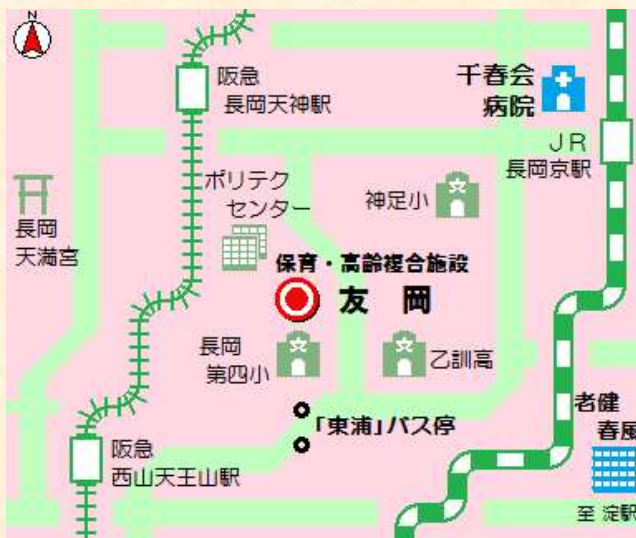 N
阪急
長岡天神駅
千春会
病院
JR
長岡京駅
ポリテク
センター
神足小
長岡
天満宮
保育・高齢複合施設
友 岡
長岡
第四小
乙訓高
「東浦」バス停
老健
春風
阪急
西山天王山駅
至 淀駅